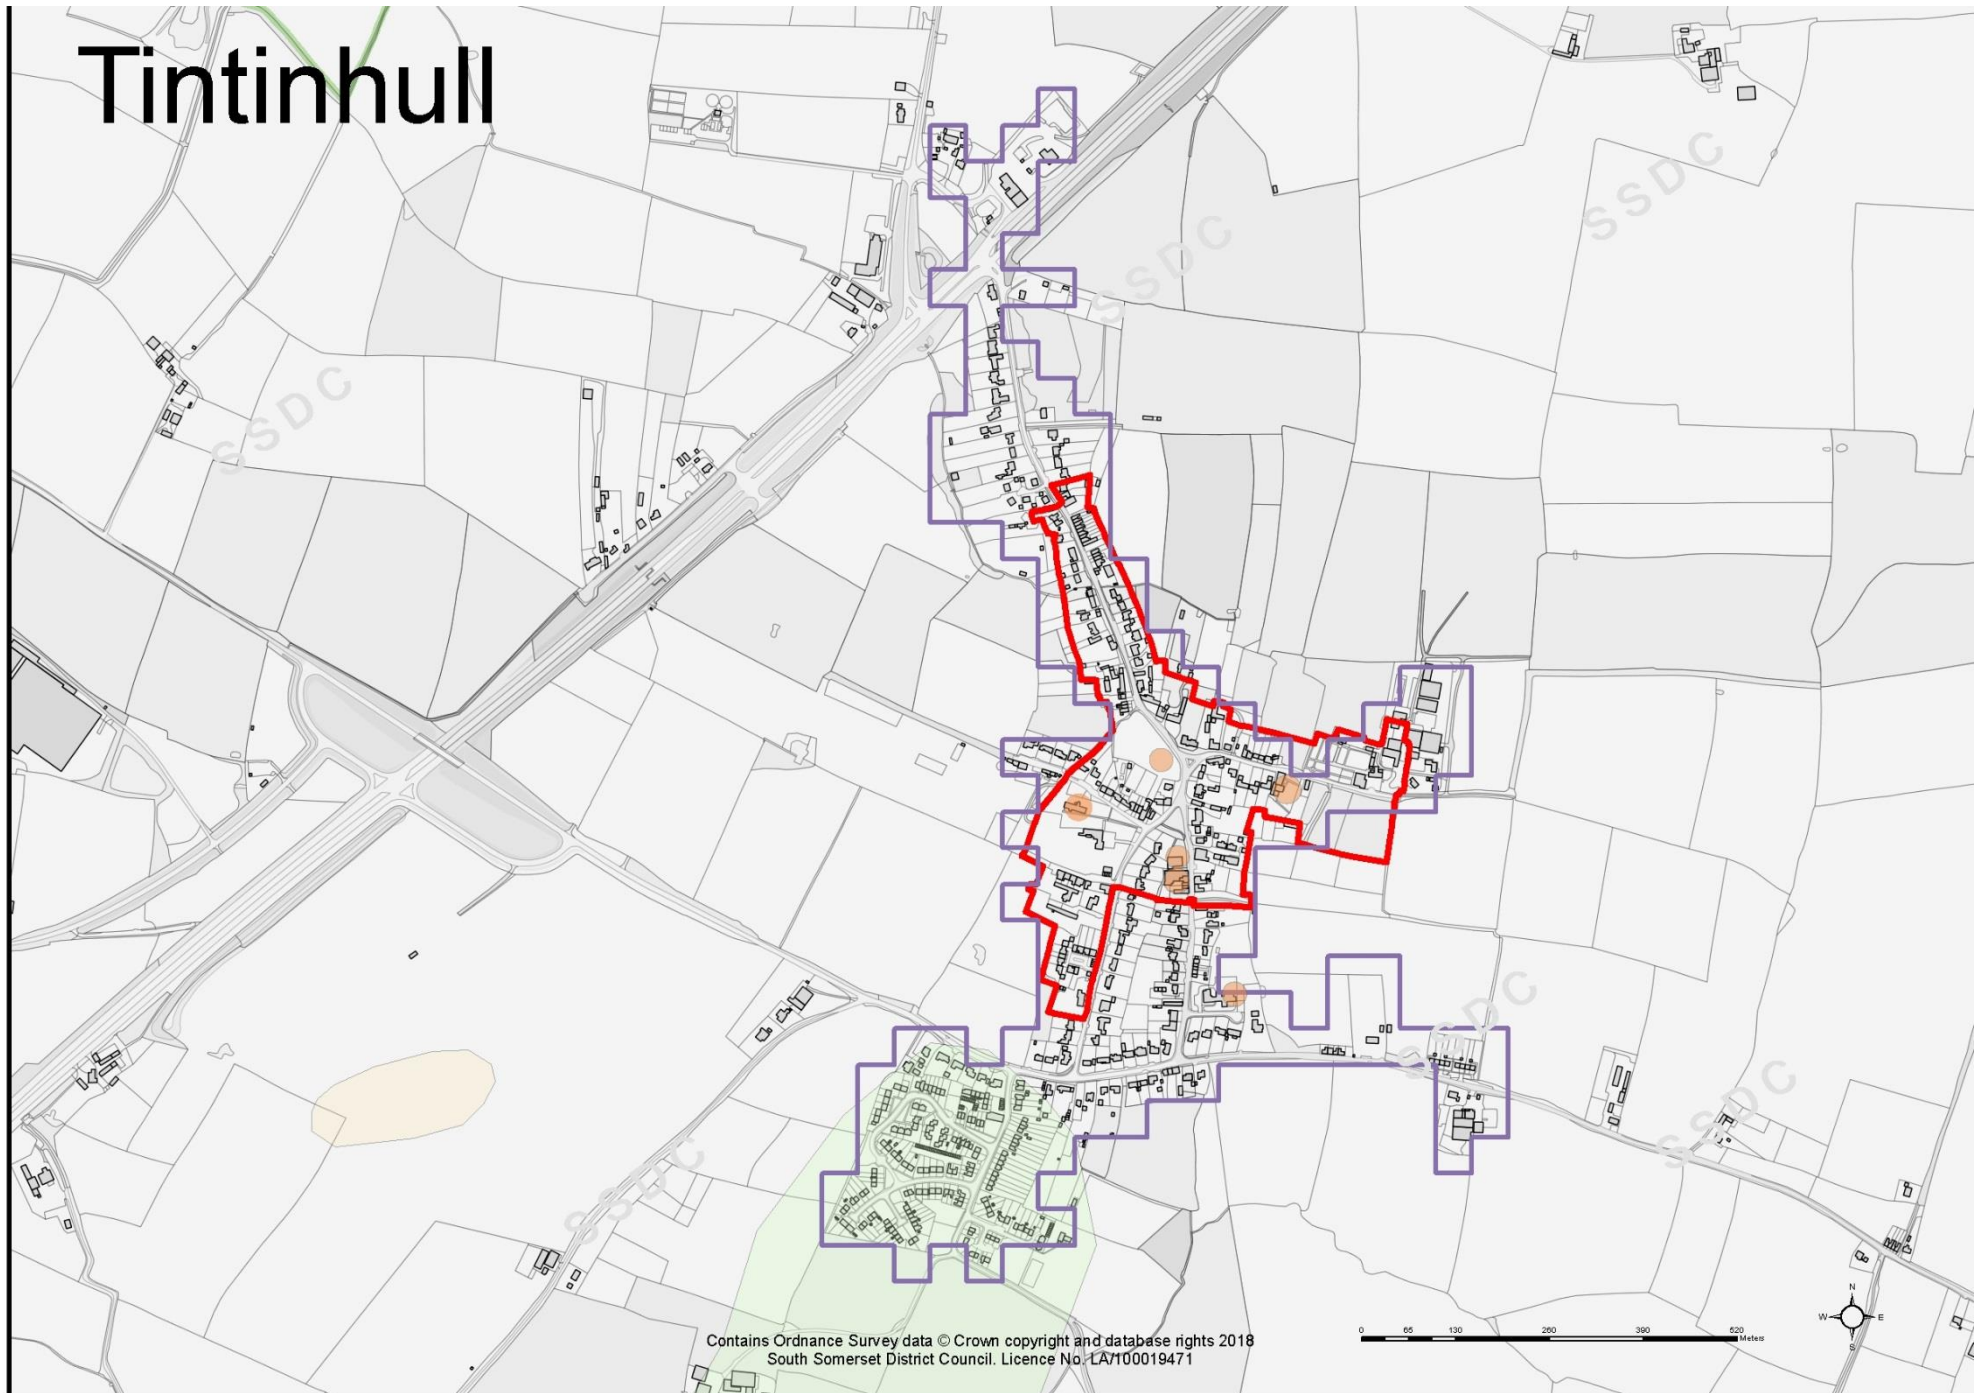 Tintinhull
SSDC
SSDC
SSDC
SSDC
SSDC
SSDC
N
W E
S
0 65 130 260 390 520
Meters
Contains Ordnance Survey data © Crown copyright and database rights 2018
South Somerset District Council. Licence No. LA/100019471